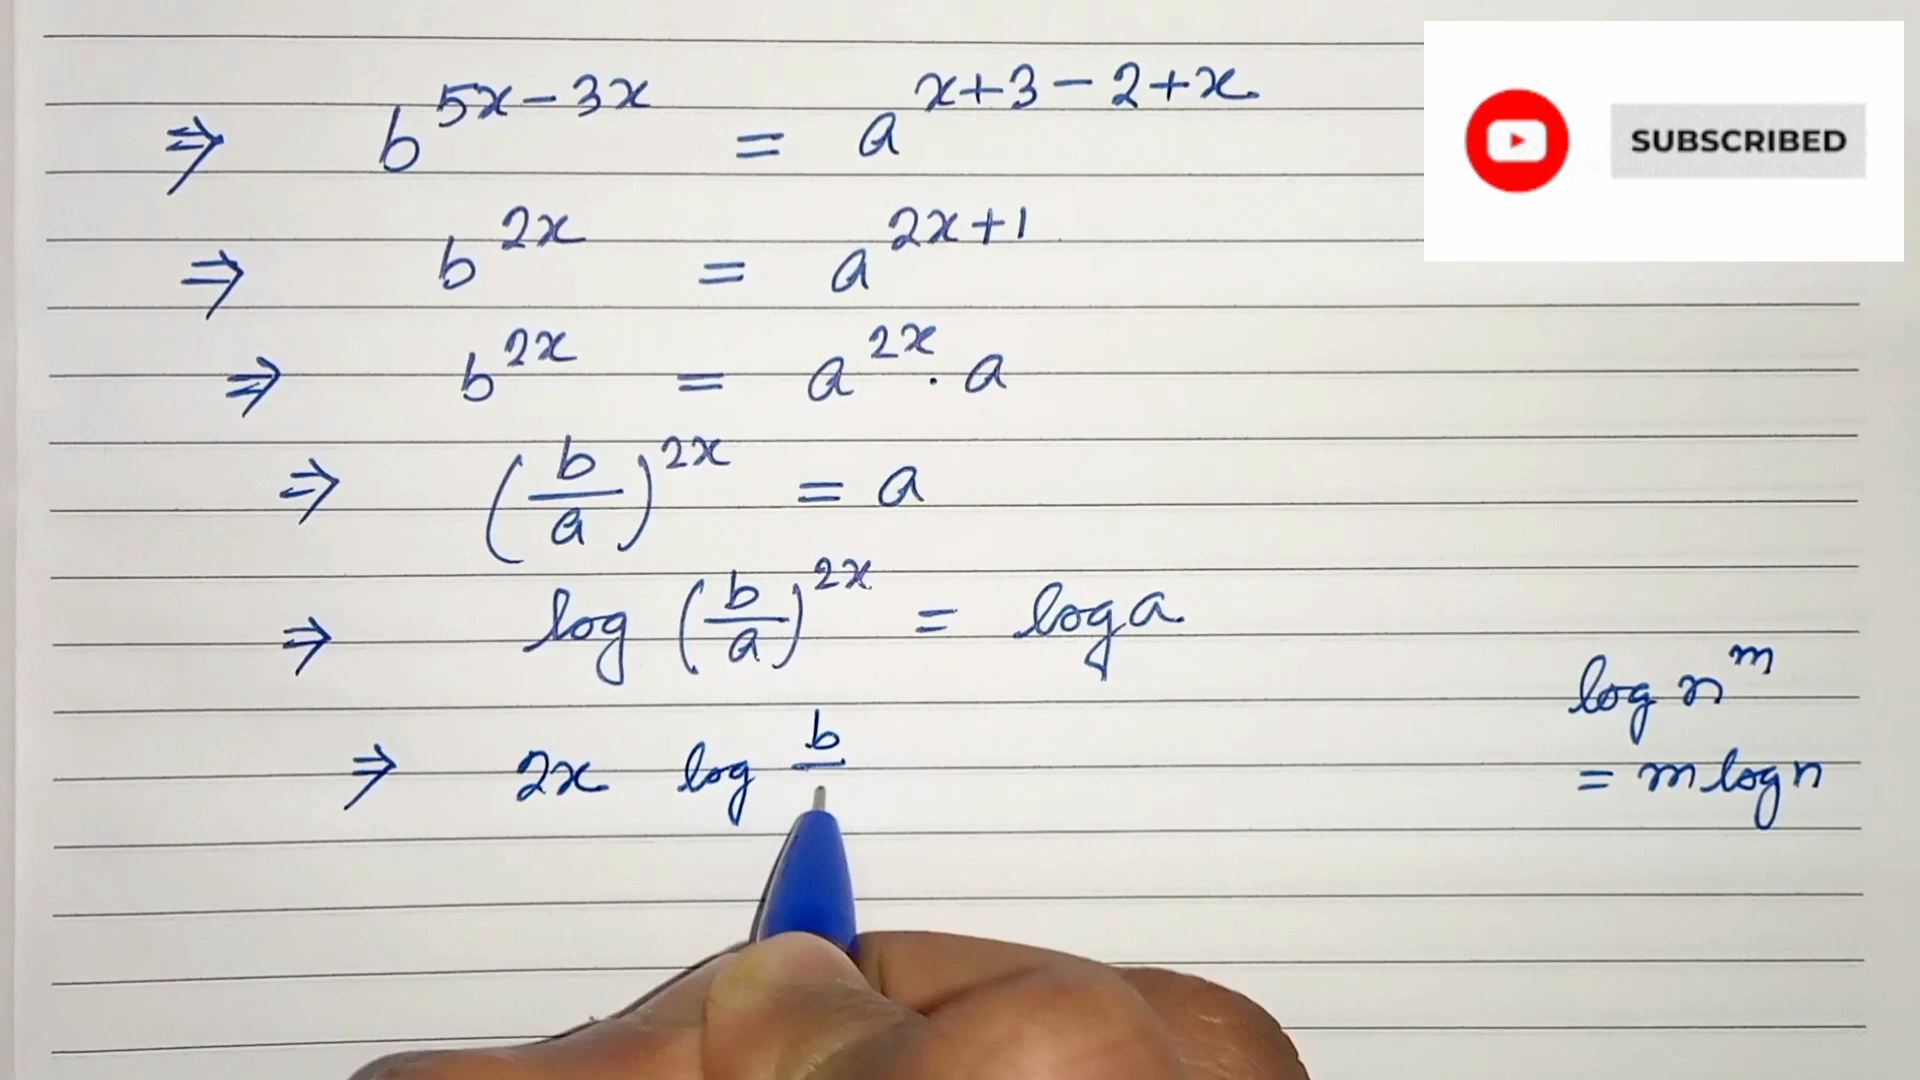 ⇒ b^{5x-3x} = a^{x+3-2+x}
SUBSCRIBED
⇒ b^{2x} = a^{2x+1}
⇒ b^{2x} = a^{2x} . a
⇒ (b/a)^{2x} = a
⇒ log (b/a)^{2x} = log a
log n^m
⇒ 2x log b/
= m log n